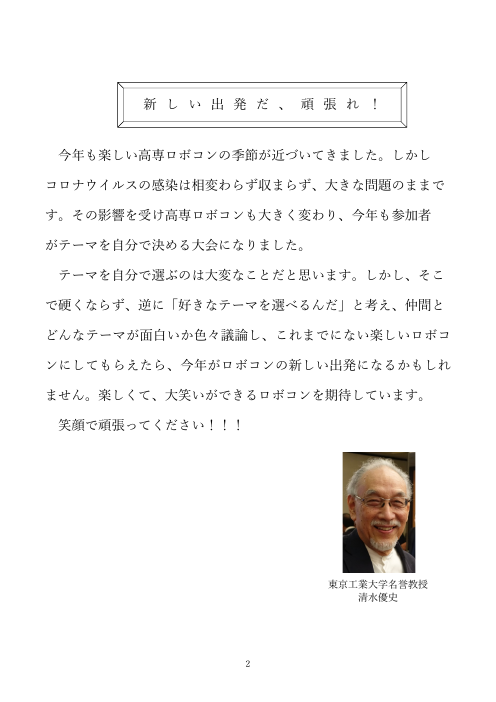 新しい出発だ、頑張れ！
今年も楽しい高専ロボコンの季節が近づいてきました。しかし
コロナウイルスの感染は相変わらず収まらず、大きな問題のままで
す。その影響を受け高専ロボコンも大きく変わり、今年も参加者
がテーマを自分で決める大会になりました。
テーマを自分で選ぶのは大変なことだと思います。しかし、そこ
で硬くならず、逆に「好きなテーマを選べるんだ」と考え、仲間と
どんなテーマが面白いか色々議論し、これまでにない楽しいロボコ
ンにしてもらえたら、今年がロボコンの新しい出発になるかもしれ
ません。楽しくて、大笑いができるロボコンを期待しています。
笑顔で頑張ってください！！！
東京工業大学名誉教授
清水優史
2